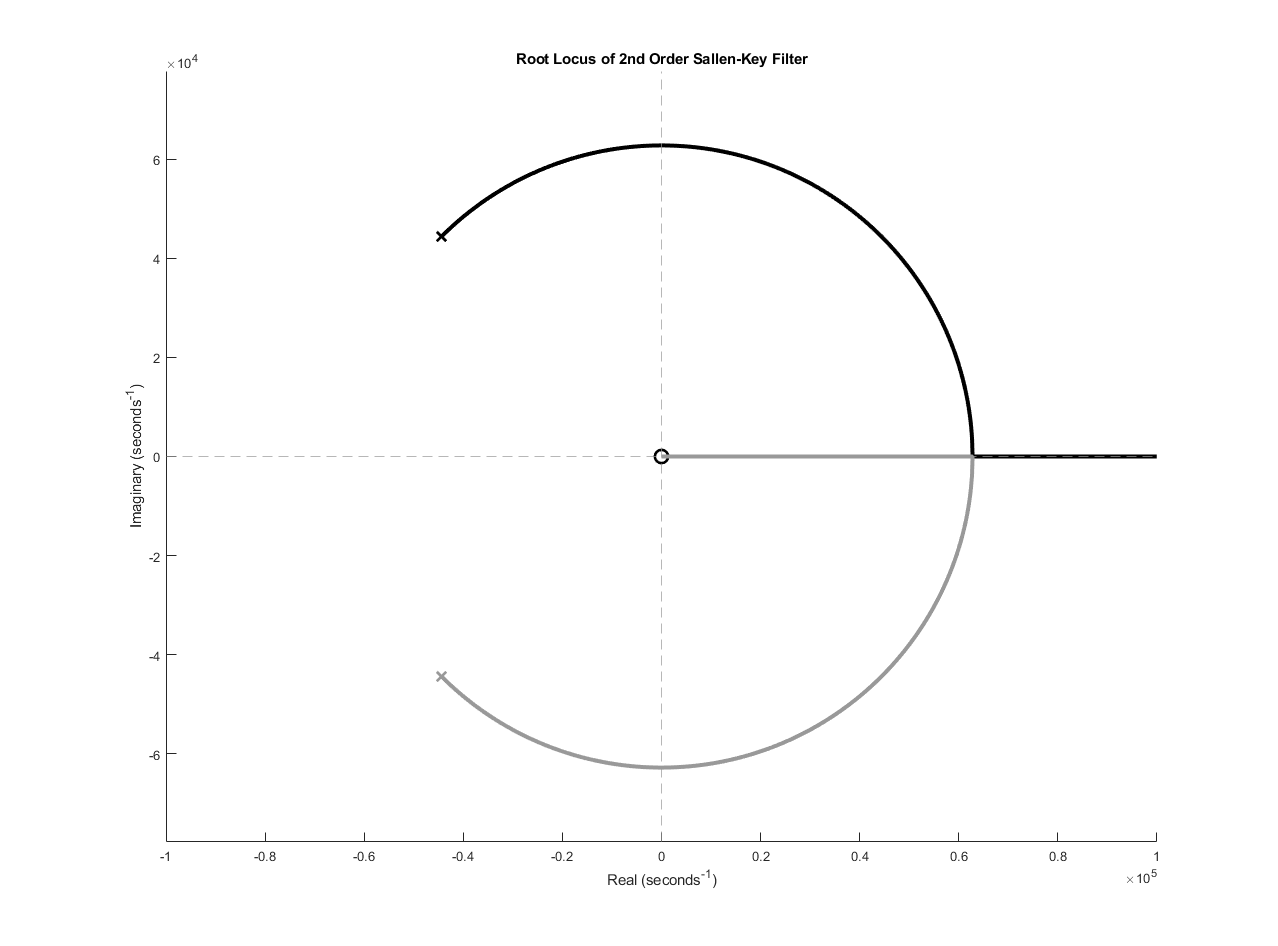 Root Locus of 2nd Order Sallen-Key Filter
×10^4
6
4
2
0
-2
-4
-6
Imaginary (seconds^-1)
-1 -0.8 -0.6 -0.4 -0.2 0 0.2 0.4 0.6 0.8 1
Real (seconds^-1)
×10^5